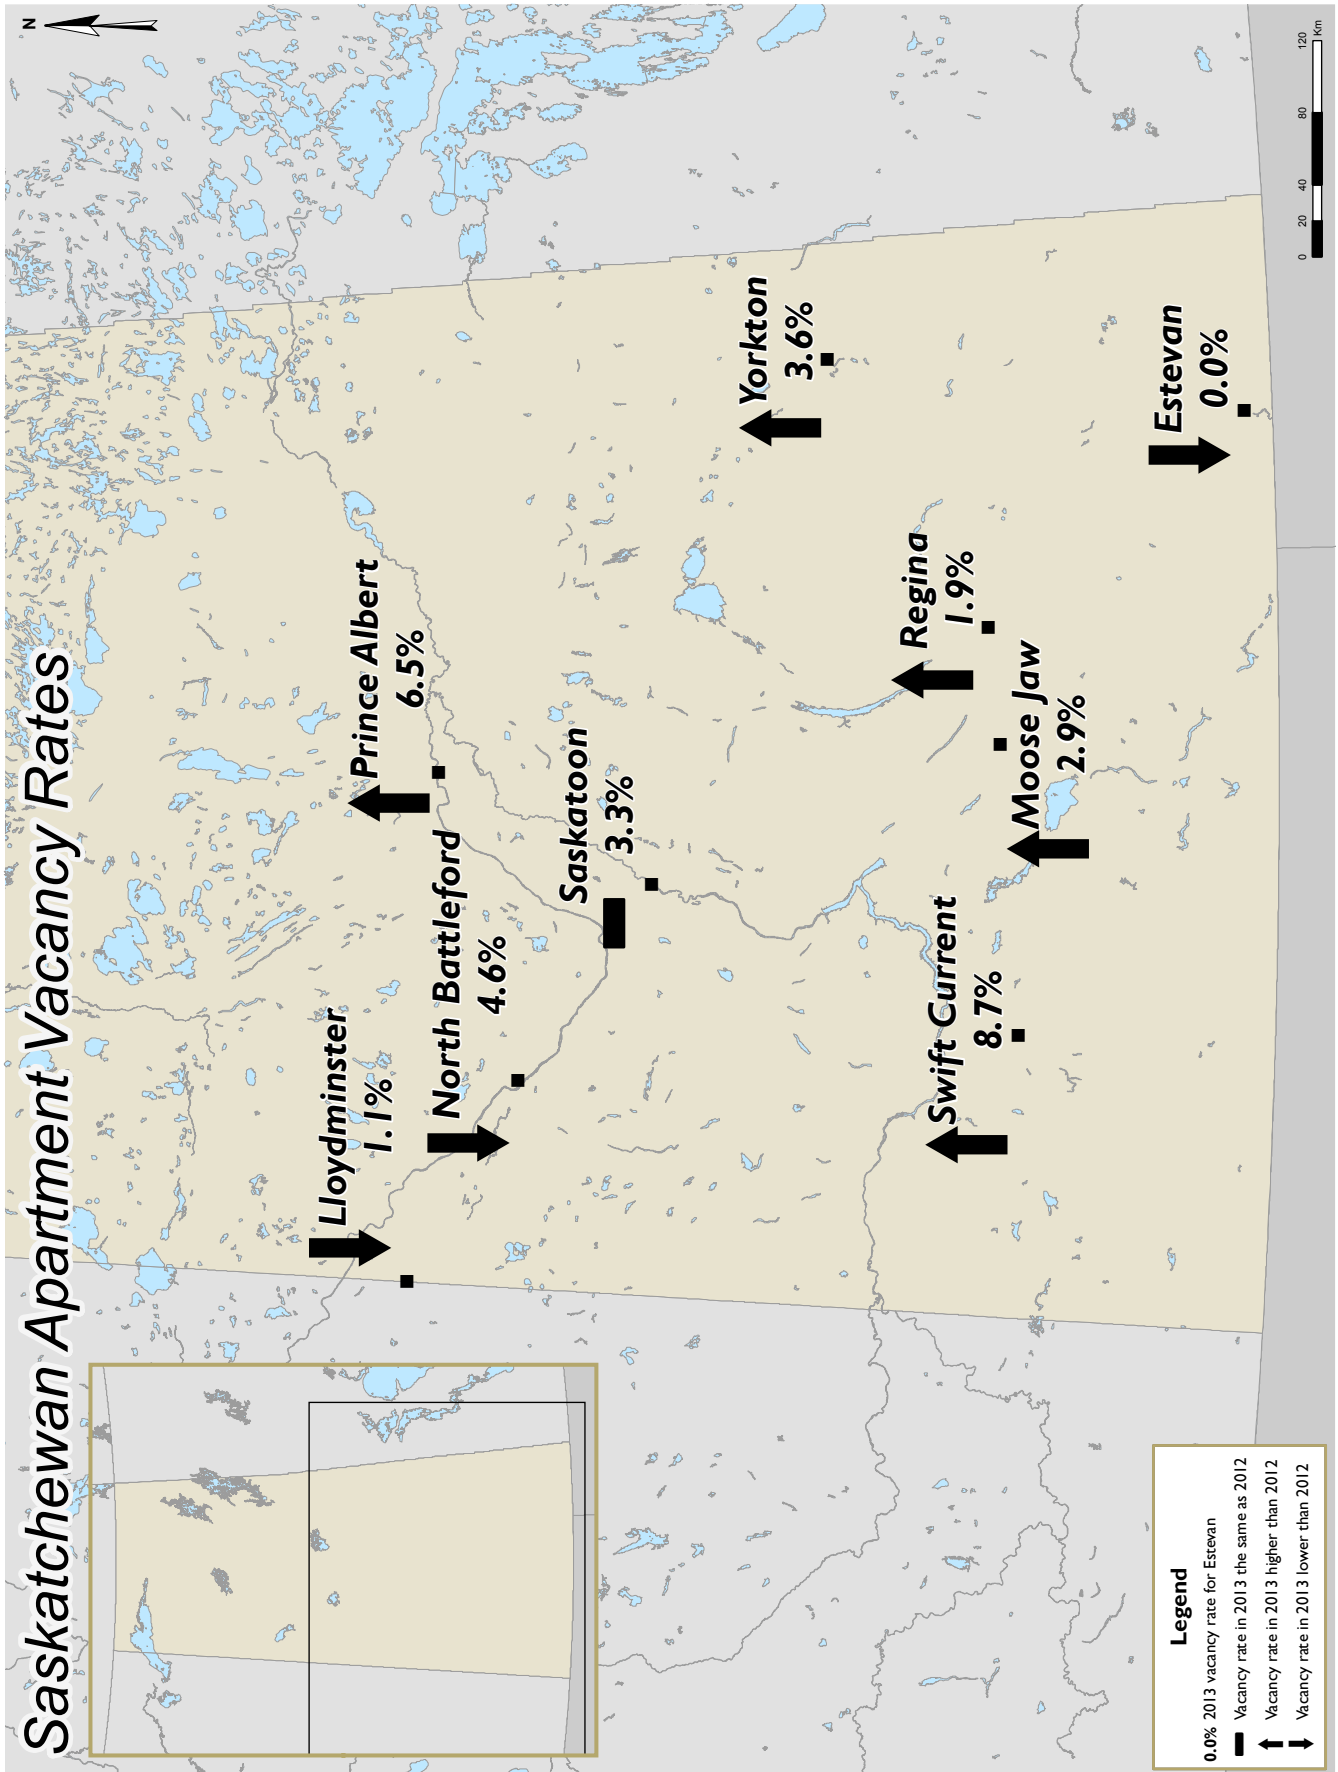 Saskatchewan Apartment Vacancy Rates
N
Lloydminster
1.1%
Prince Albert
6.5%
North Battleford
4.6%
Saskatoon
3.3%
Yorkton
3.6%
Regina
1.9%
Swift Current
8.7%
Moose Jaw
2.9%
Estevan
0.0%
Legend
0.0% 2013 vacancy rate for Estevan
Vacancy rate in 2013 the same as 2012
Vacancy rate in 2013 higher than 2012
Vacancy rate in 2013 lower than 2012
0 20 40 80 120 Km